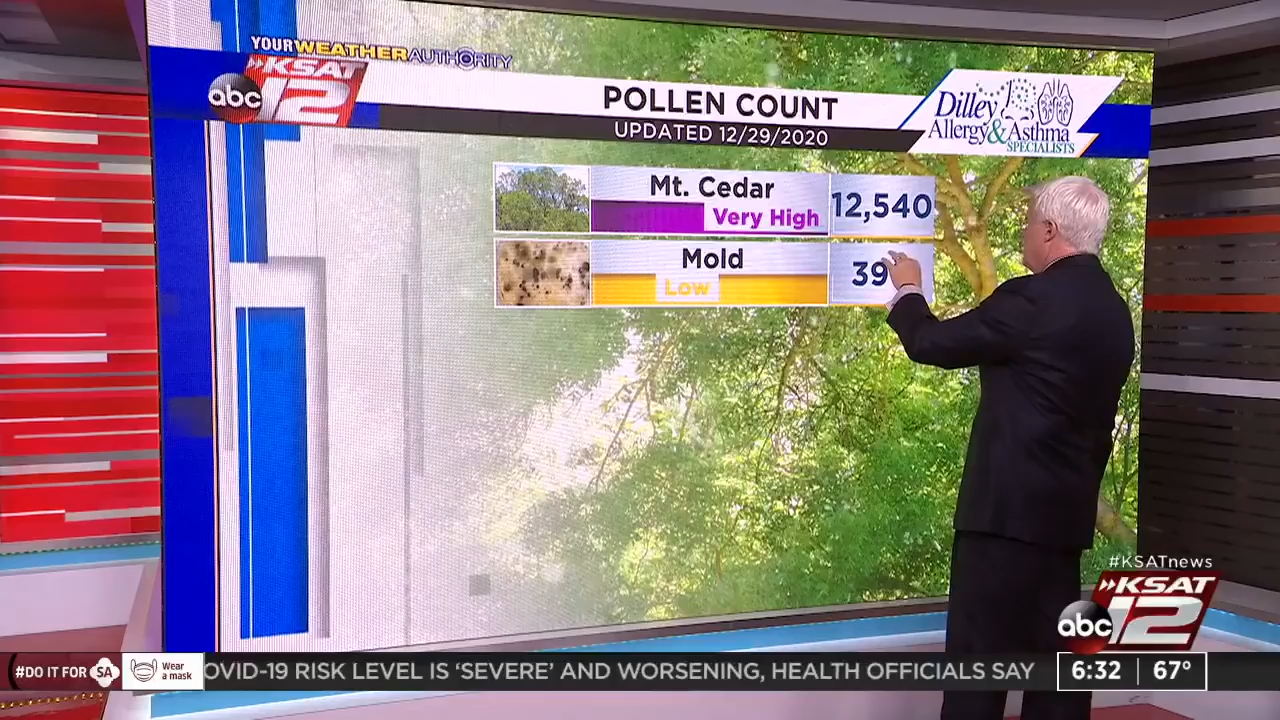 YOUR WEATHER AUTHORITY
KSAT
abc 12
POLLEN COUNT
UPDATED 12/29/2020
Dilley
Allergy & Asthma
SPECIALISTS
Mt. Cedar
Very High
12,540
Mold
Low
39
#KSATnews
KSAT
abc 12
#DO IT FOR SA
Wear
a mask
OVID-19 RISK LEVEL IS ‘SEVERE’ AND WORSENING, HEALTH OFFICIALS SAY
6:32 67°